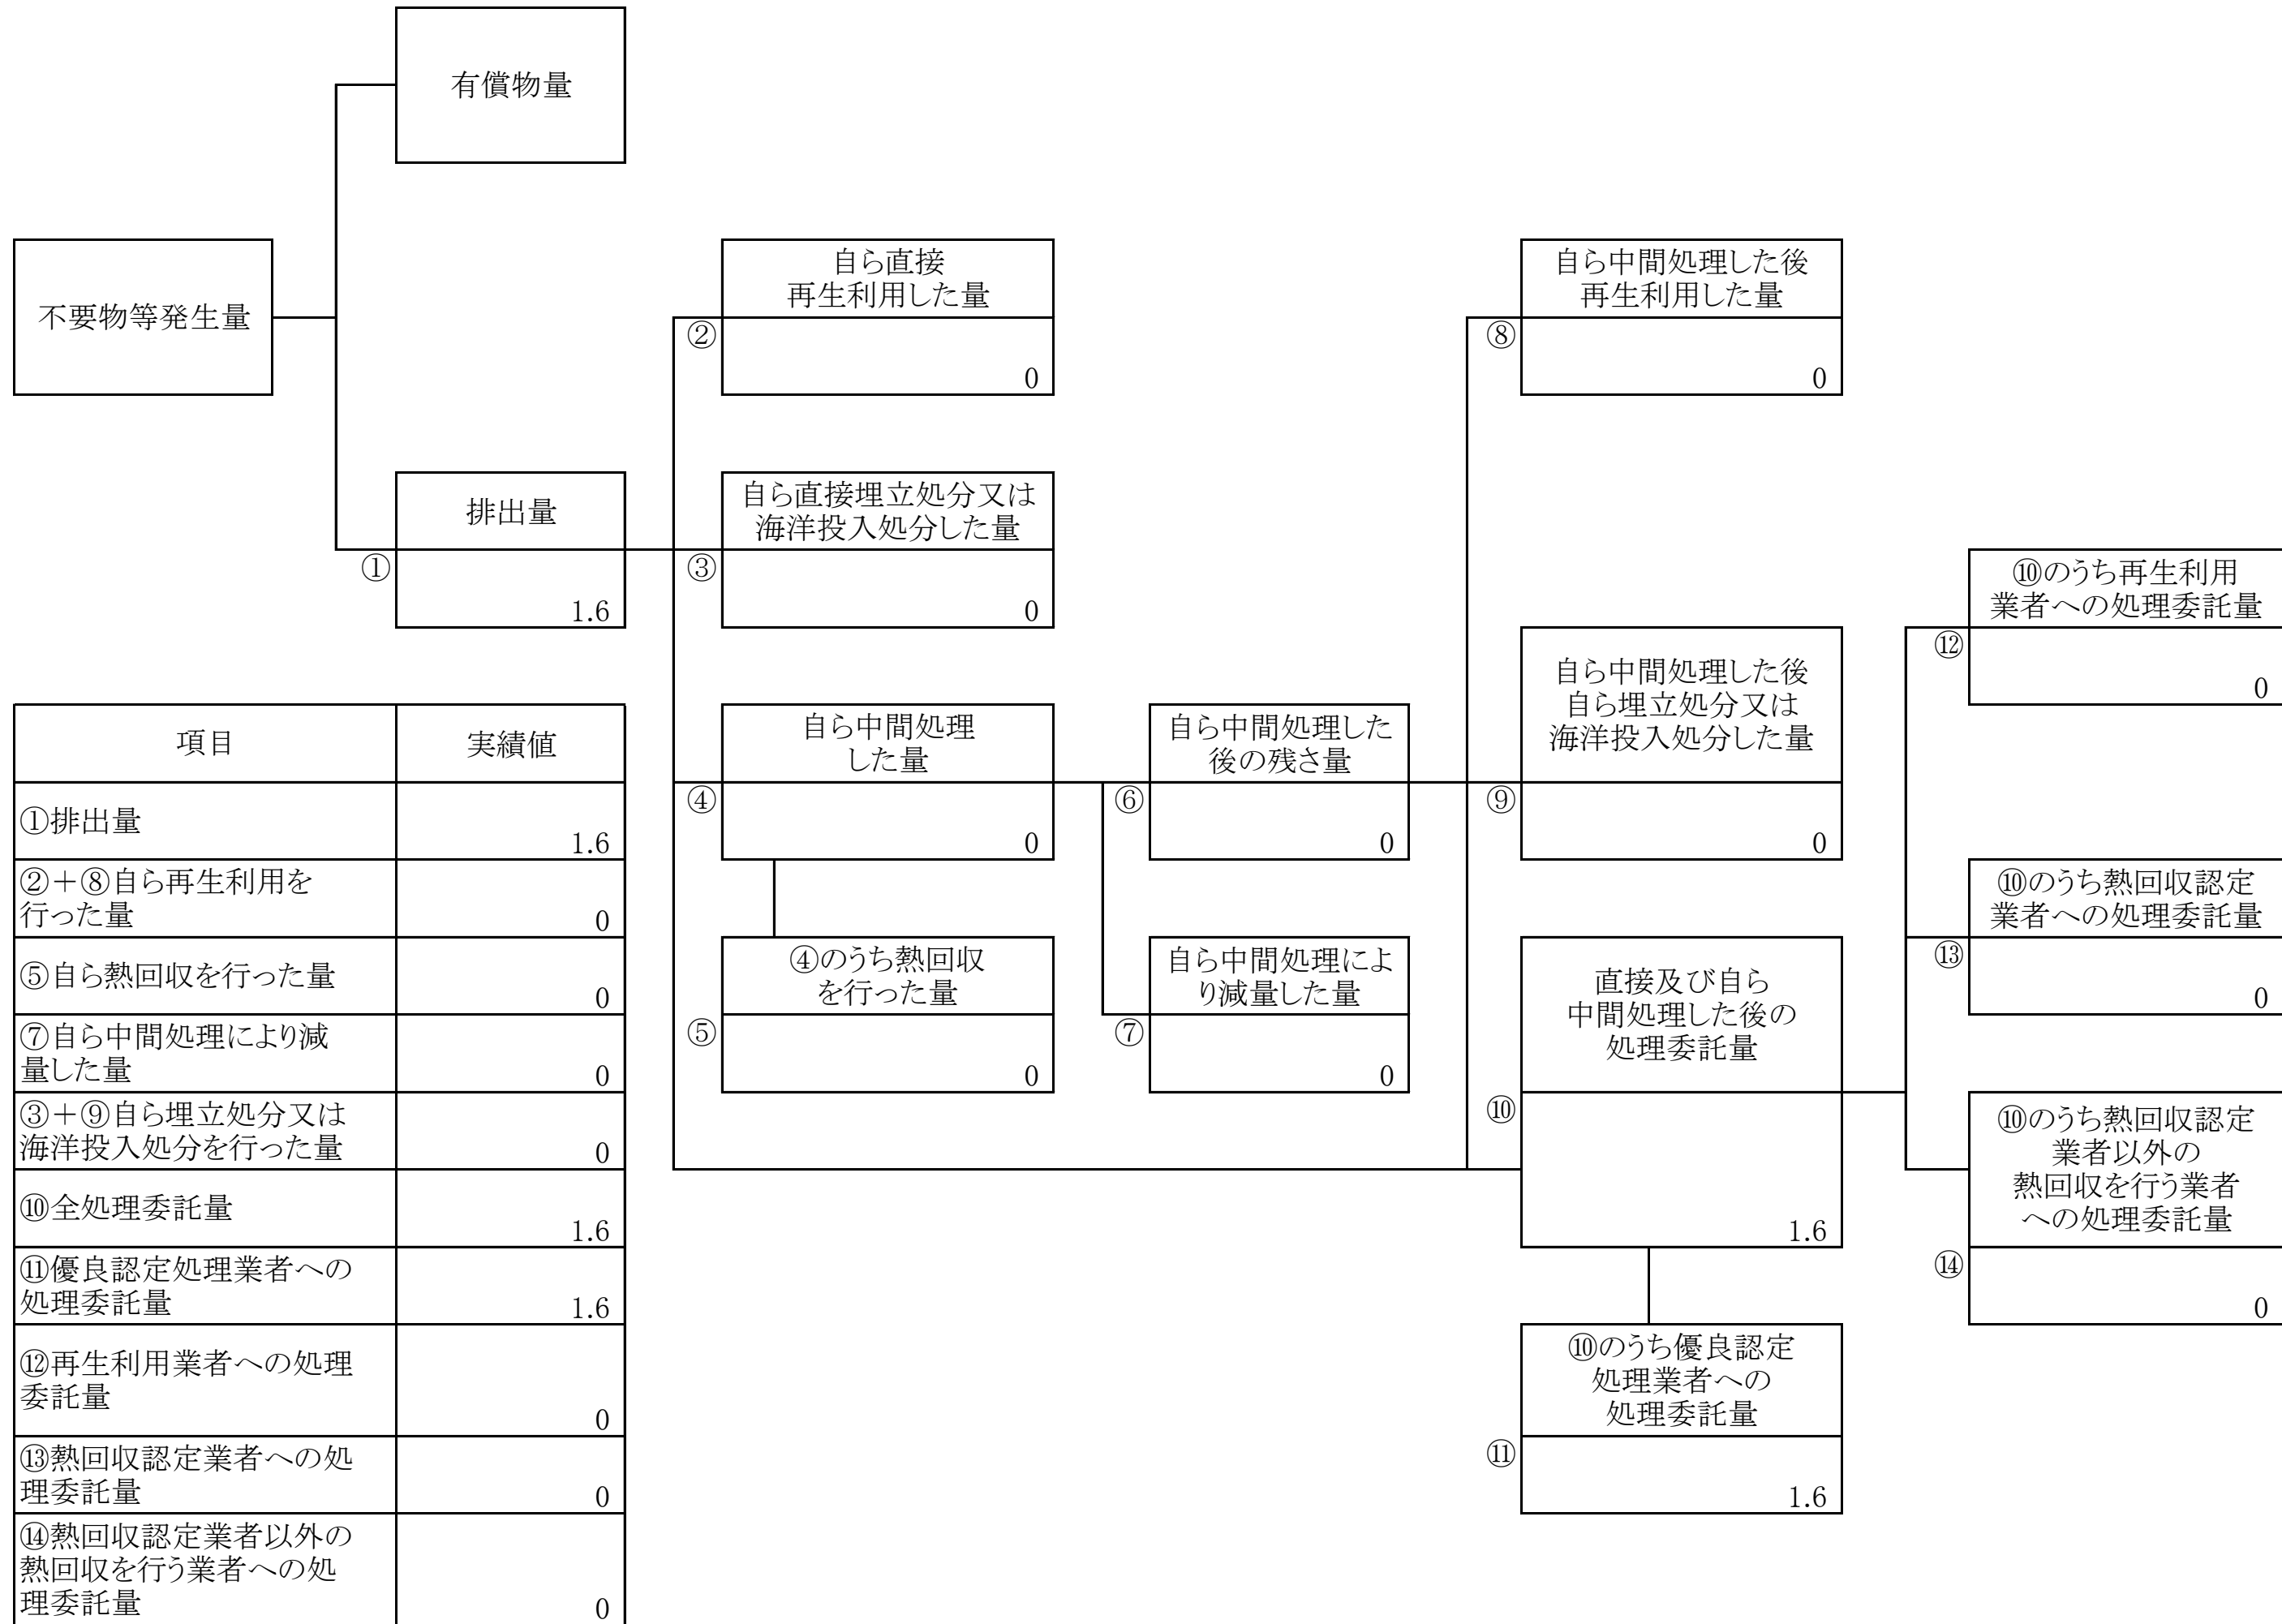 有償物量
不要物等発生量
自ら直接
再生利用した量
②
0
自ら中間処理した後
再生利用した量
⑧
0
排出量
①
1.6
自ら直接埋立処分又は
海洋投入処分した量
③
0
⑩のうち再生利用
業者への処理委託量
⑫
0
自ら中間処理
した量
④
0
自ら中間処理した
後の残さ量
⑥
0
自ら中間処理した後
自ら埋立処分又は
海洋投入処分した量
⑨
0
⑩のうち熱回収認定
業者への処理委託量
⑬
0
④のうち熱回収
を行った量
⑤
0
自ら中間処理によ
り減量した量
⑦
0
直接及び自ら
中間処理した後の
処理委託量
⑩
1.6
⑩のうち熱回収認定
業者以外の
熱回収を行う業者
への処理委託量
⑭
0
⑩のうち優良認定
処理業者への
処理委託量
⑪
1.6
項目
実績値
①排出量
1.6
②+⑧自ら再生利用を
行った量
0
⑤自ら熱回収を行った量
0
⑦自ら中間処理により減
量した量
0
③+⑨自ら埋立処分又は
海洋投入処分を行った量
0
⑩全処理委託量
1.6
⑪優良認定処理業者への
処理委託量
1.6
⑫再生利用業者への処理
委託量
0
⑬熱回収認定業者への処
理委託量
0
⑭熱回収認定業者以外の
熱回収を行う業者への処
理委託量
0